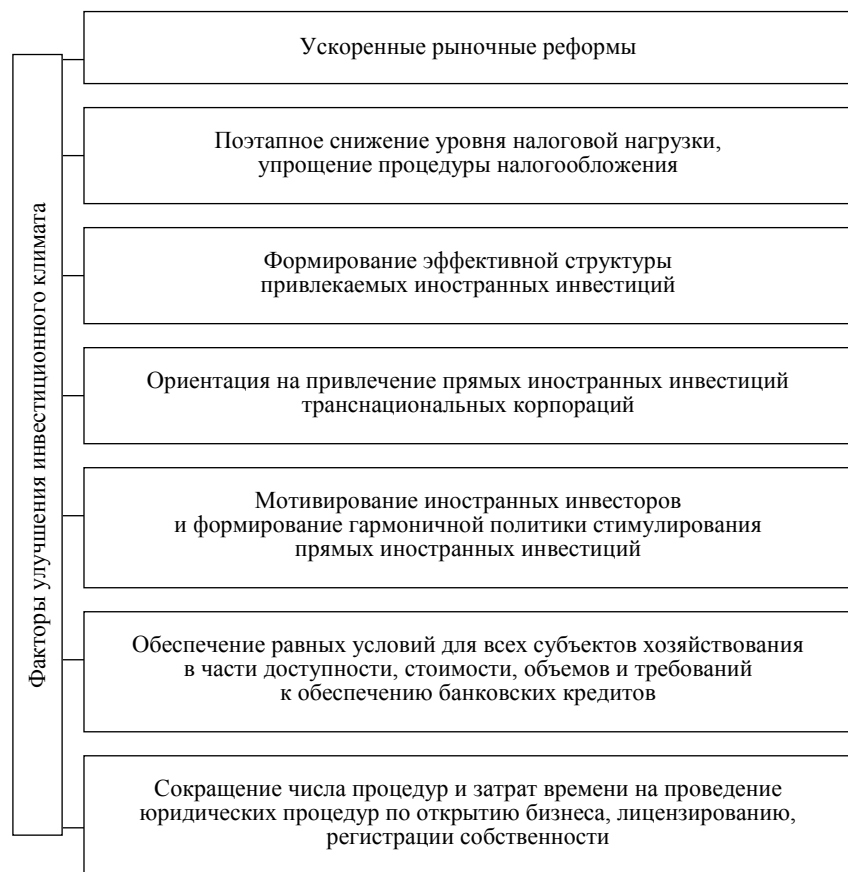 Факторы улучшения инвестиционного климата
Ускоренные рыночные реформы
Поэтапное снижение уровня налоговой нагрузки,
упрощение процедуры налогообложения
Формирование эффективной структуры
привлекаемых иностранных инвестиций
Ориентация на привлечение прямых иностранных инвестиций
транснациональных корпораций
Мотивирование иностранных инвесторов
и формирование гармоничной политики стимулирования
прямых иностранных инвестиций
Обеспечение равных условий для всех субъектов хозяйствования
в части доступности, стоимости, объемов и требований
к обеспечению банковских кредитов
Сокращение числа процедур и затрат времени на проведение
юридических процедур по открытию бизнеса, лицензированию,
регистрации собственности